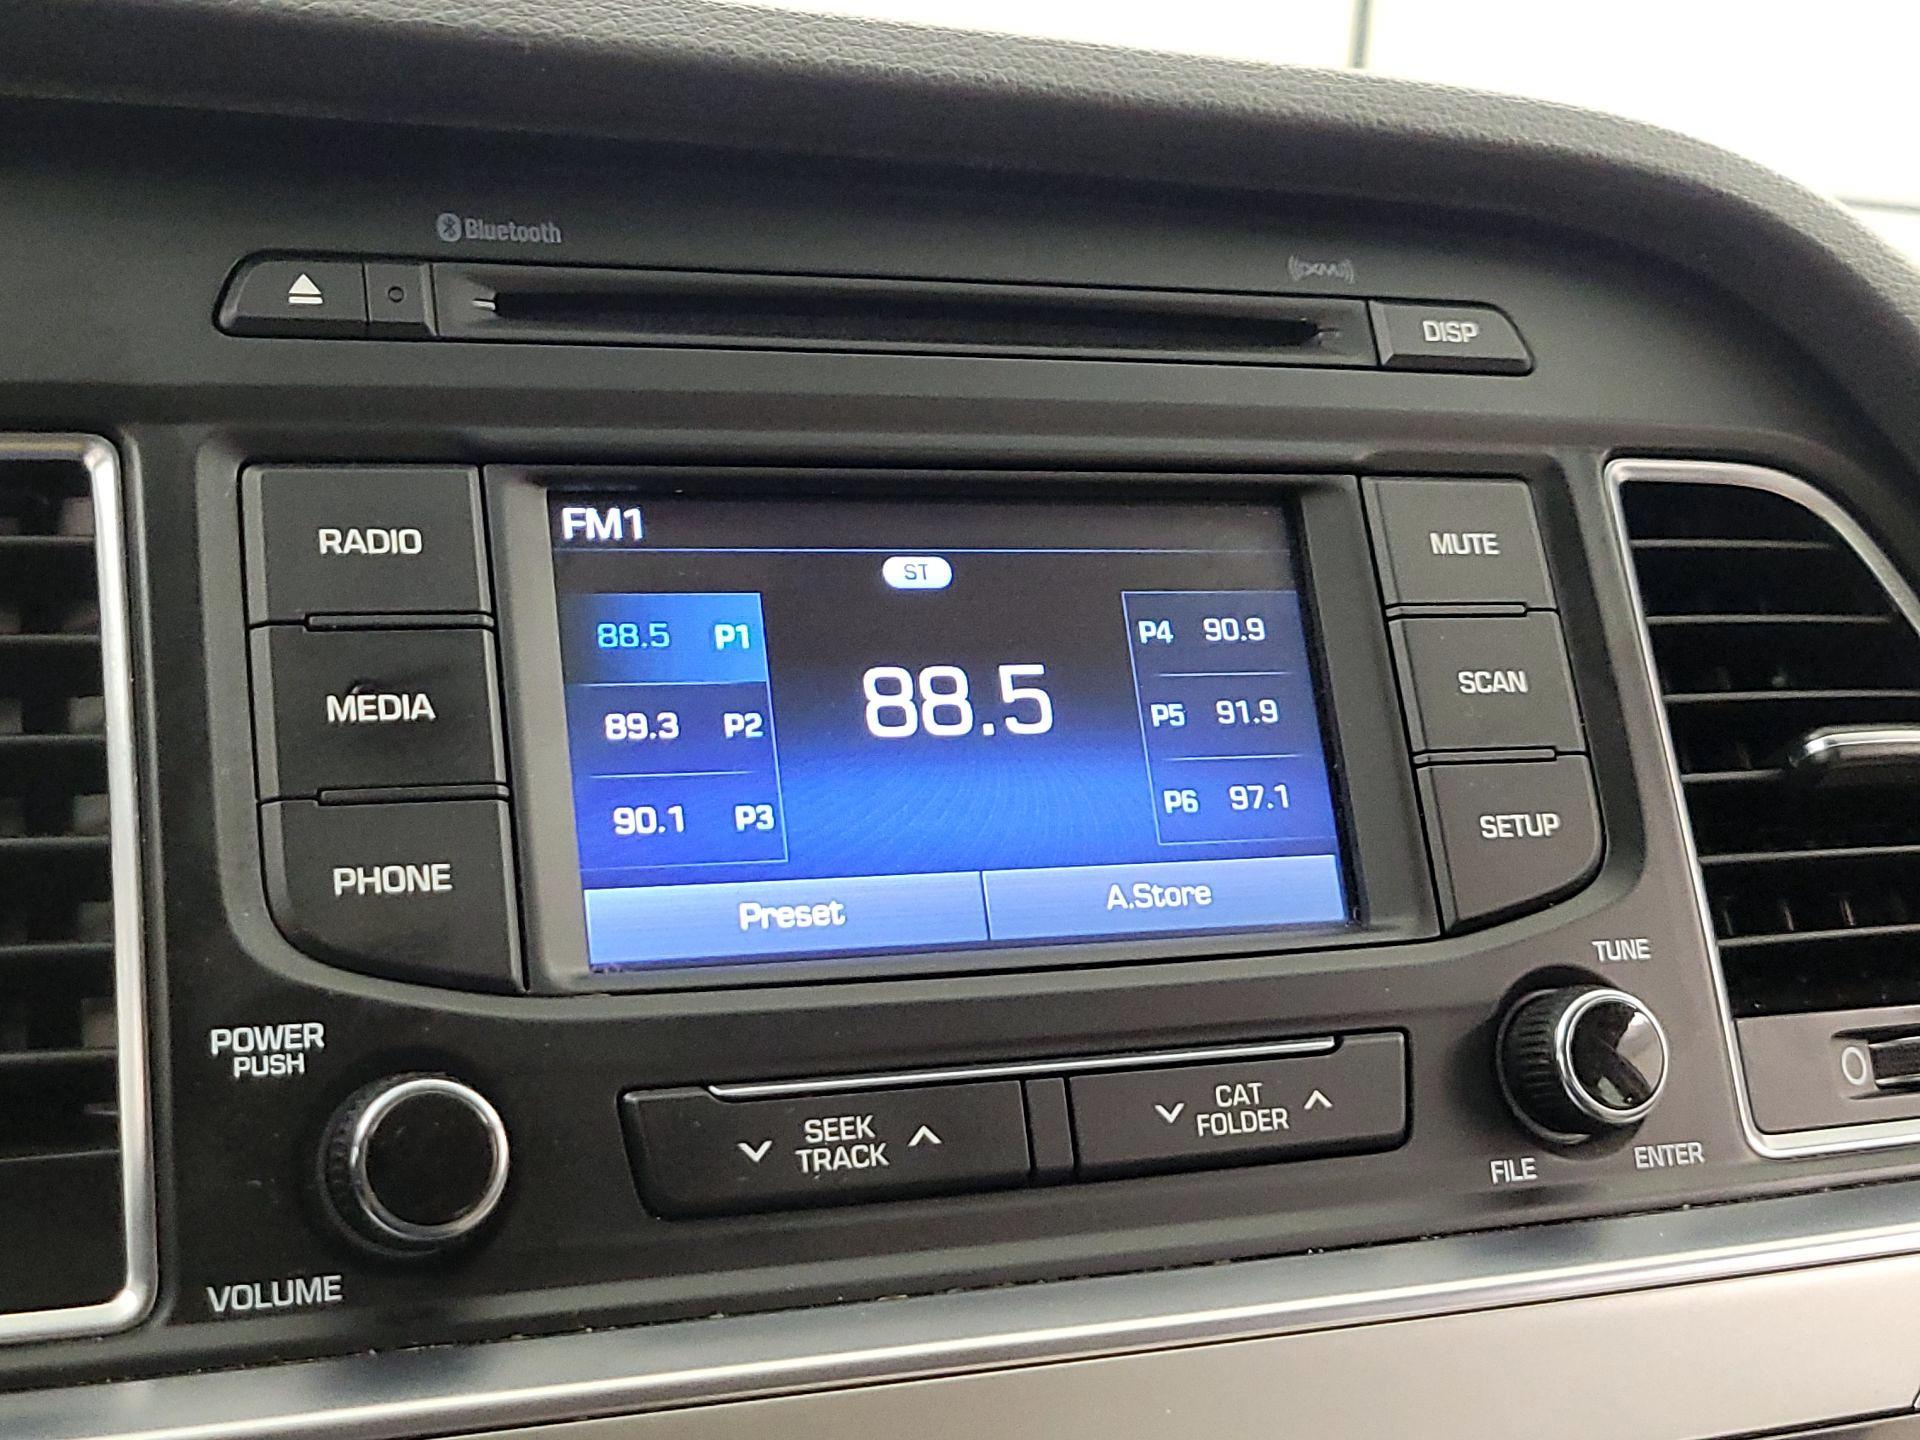 Bluetooth
((XM))
DISP
RADIO
MEDIA
PHONE
FM1
ST
88.5 P1
89.3 P2
90.1 P3
88.5
P4 90.9
P5 91.9
P6 97.1
Preset
A.Store
MUTE
SCAN
SETUP
POWER
PUSH
VOLUME
SEEK
TRACK
CAT
FOLDER
TUNE
FILE
ENTER